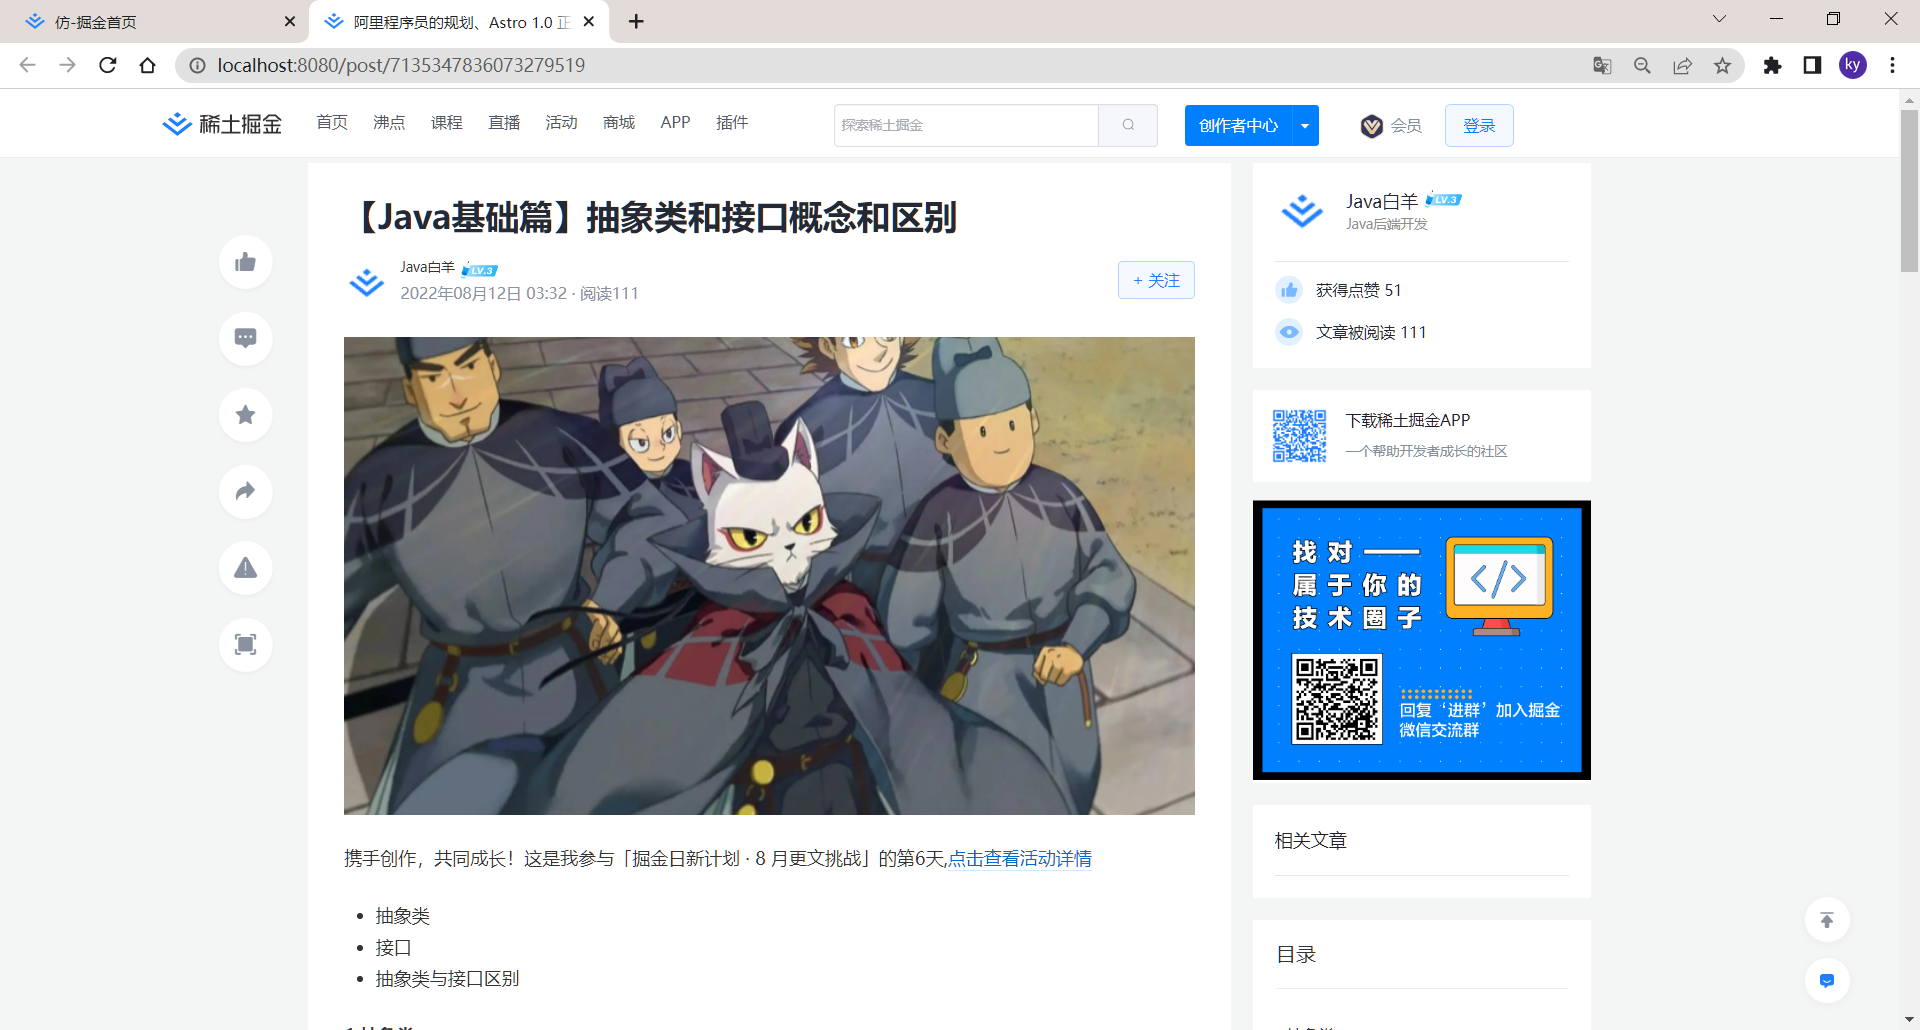 仿-掘金首页
阿里程序员的规划、Astro 1.0 正
localhost:8080/post/7135347836073279519
ky
稀土掘金
首页 沸点 课程 直播 活动 商城 APP 插件
探索稀土掘金
创作者中心
会员
登录
【Java基础篇】抽象类和接口概念和区别
Java白羊 LV.3
2022年08月12日 03:32 · 阅读111
+ 关注
携手创作，共同成长！这是我参与「掘金日新计划 · 8 月更文挑战」的第6天,点击查看活动详情
抽象类
接口
抽象类与接口区别
Java白羊 LV.3
Java后端开发
获得点赞 51
文章被阅读 111
下载稀土掘金APP
一个帮助开发者成长的社区
找对——
属于你的
技术圈子
</>
回复‘进群’加入掘金
微信交流群
相关文章
目录